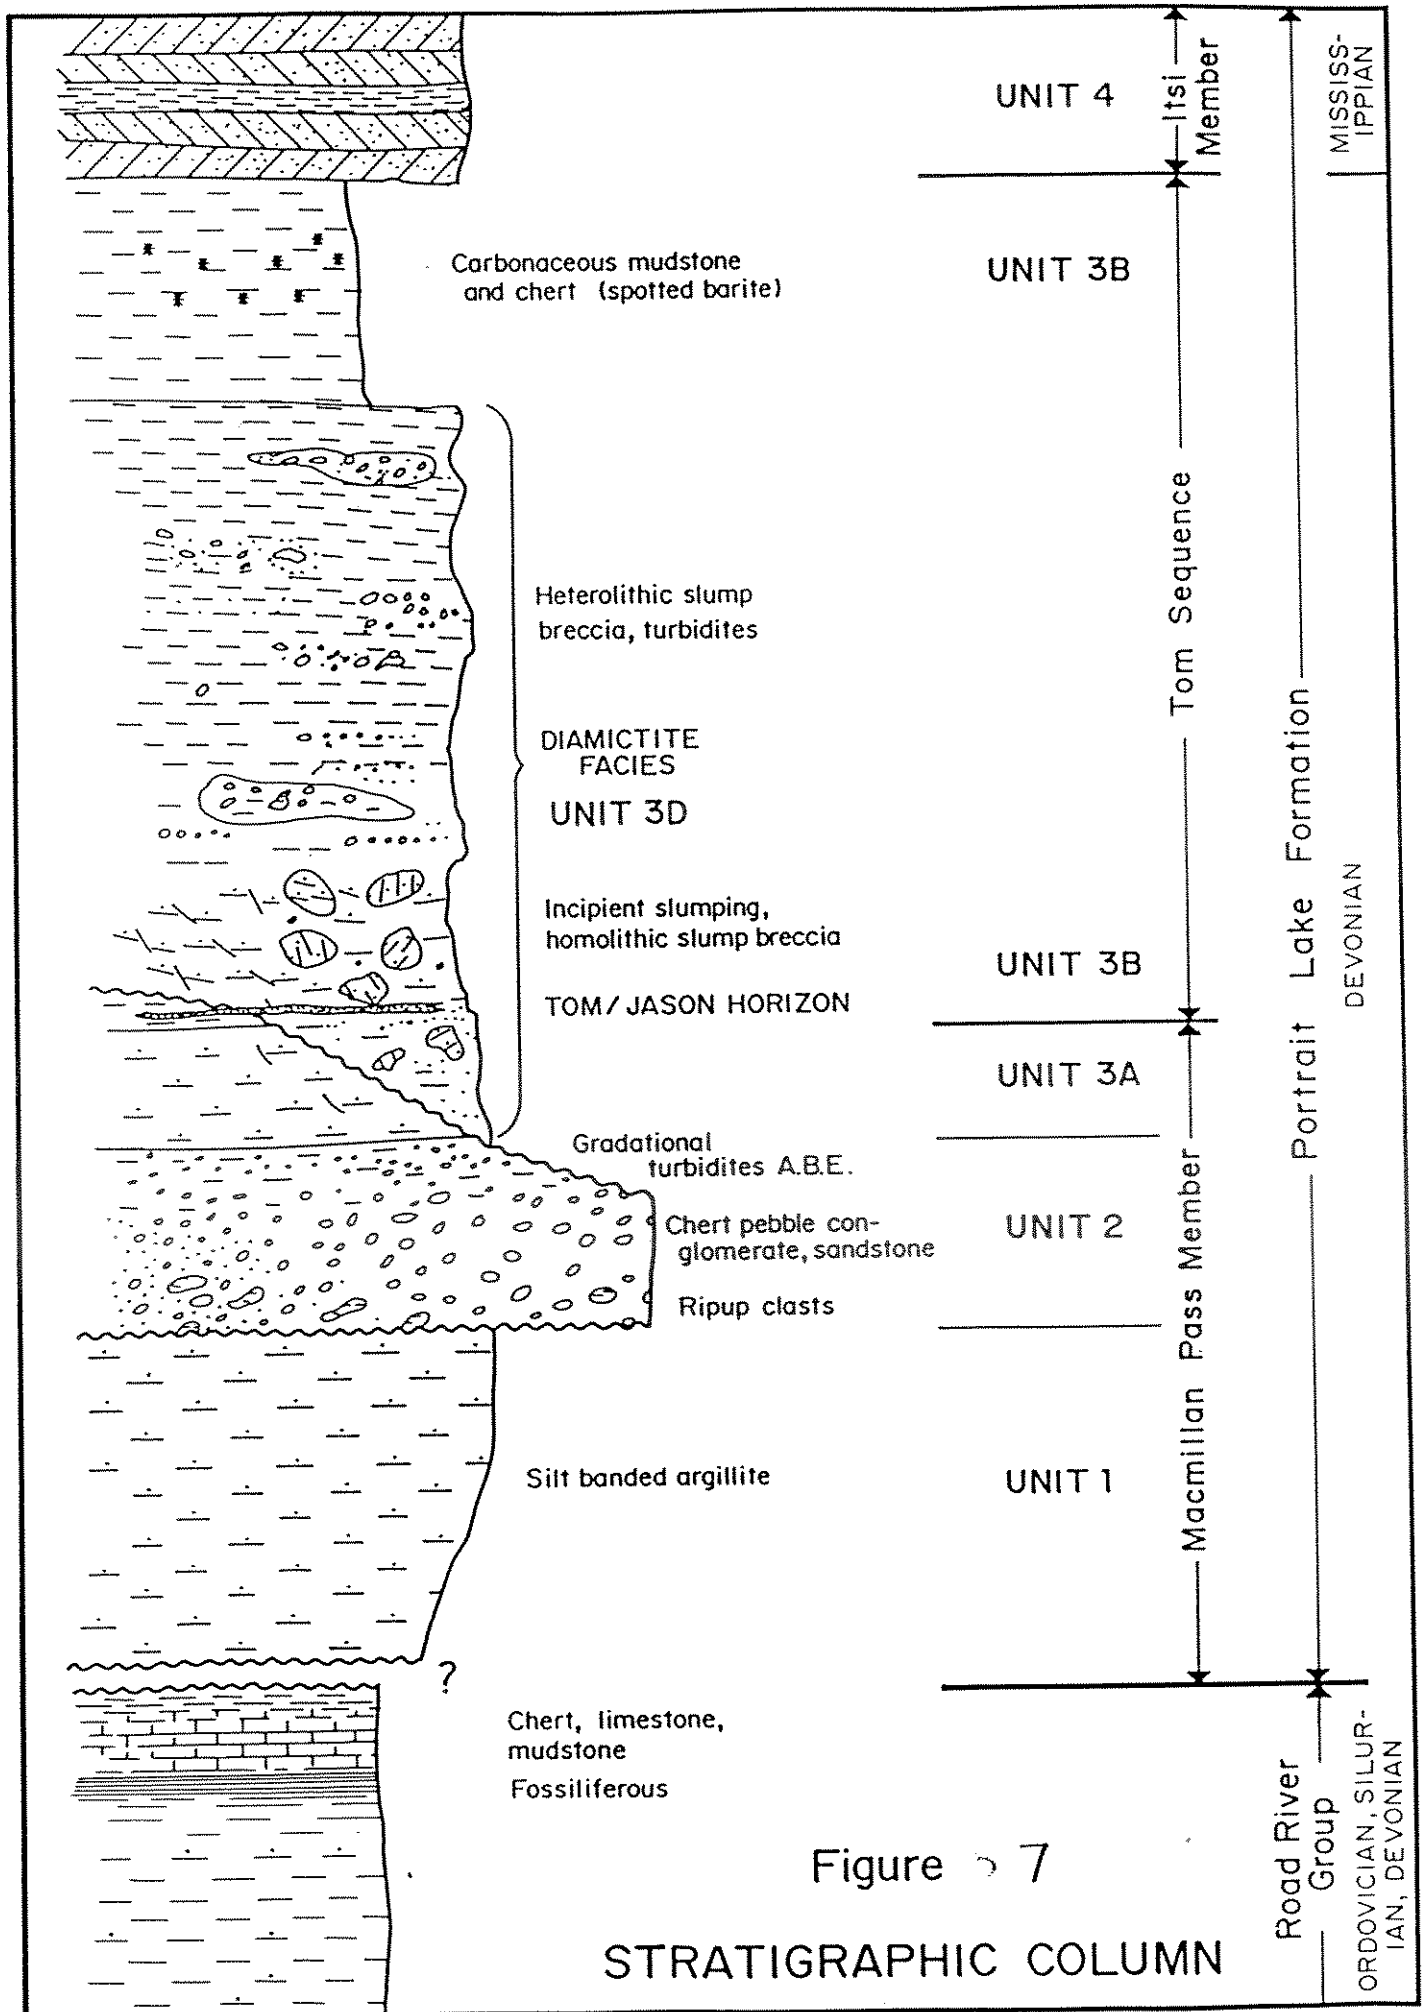 UNIT 4
Itsi
Member
MISSISS-
IPPIAN
Carbonaceous mudstone
and chert (spotted barite)
UNIT 3B
Heterolithic slump
breccia, turbidites
DIAMICTITE
FACIES
UNIT 3D
Incipient slumping,
homolithic slump breccia
UNIT 3B
TOM/JASON HORIZON
Tom Sequence
Portrait Lake Formation
DEVONIAN
UNIT 3A
Gradational
turbidites A.B.E.
Chert pebble con-
glomerate, sandstone
UNIT 2
Ripup clasts
Macmillan Pass Member
Silt banded argillite
UNIT 1
?
Chert, limestone,
mudstone
Fossiliferous
Road River
Group
ORDOVICIAN, SILUR-
IAN, DEVONIAN
Figure 7
STRATIGRAPHIC COLUMN